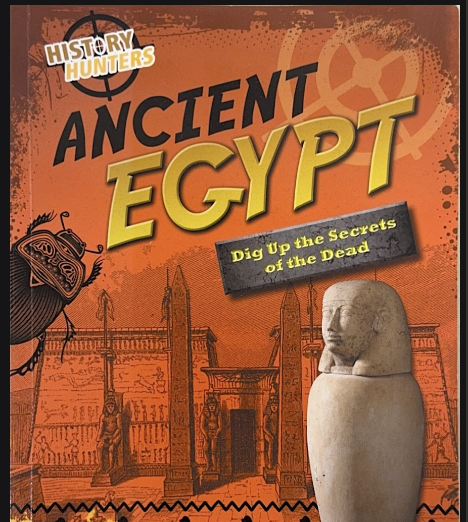 HISTORY
HUNTERS
ANCIENT
EGYPT
Dig Up the Secrets
of the Dead